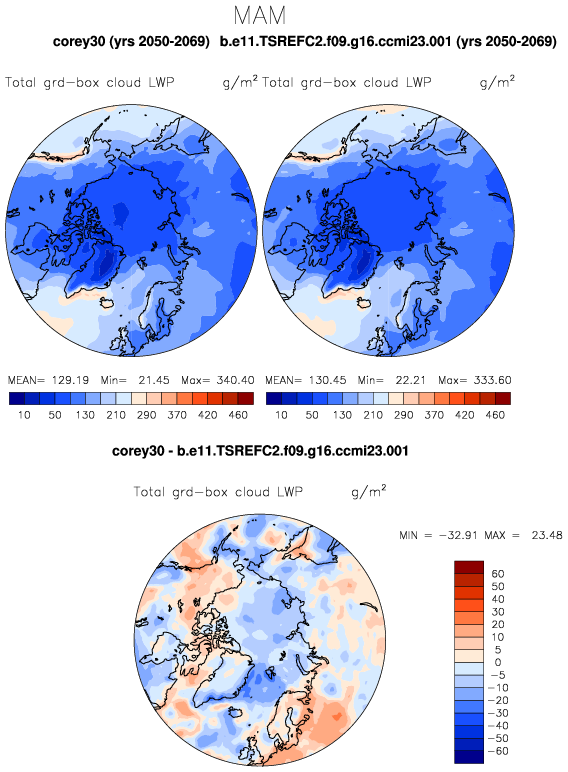 MAM
corey30 (yrs 2050-2069) b.e11.TSREFC2.f09.g16.ccmi23.001 (yrs 2050-2069)
Total grd-box cloud LWP g/m² Total grd-box cloud LWP g/m²
MEAN= 129.19 Min= 21.45 Max= 340.40 MEAN= 130.45 Min= 22.21 Max= 333.60
10 50 130 210 290 370 420 460 10 50 130 210 290 370 420 460
corey30 - b.e11.TSREFC2.f09.g16.ccmi23.001
Total grd-box cloud LWP g/m²
MIN = -32.91 MAX = 23.48
60
50
40
30
20
10
5
0
-5
-10
-20
-30
-40
-50
-60